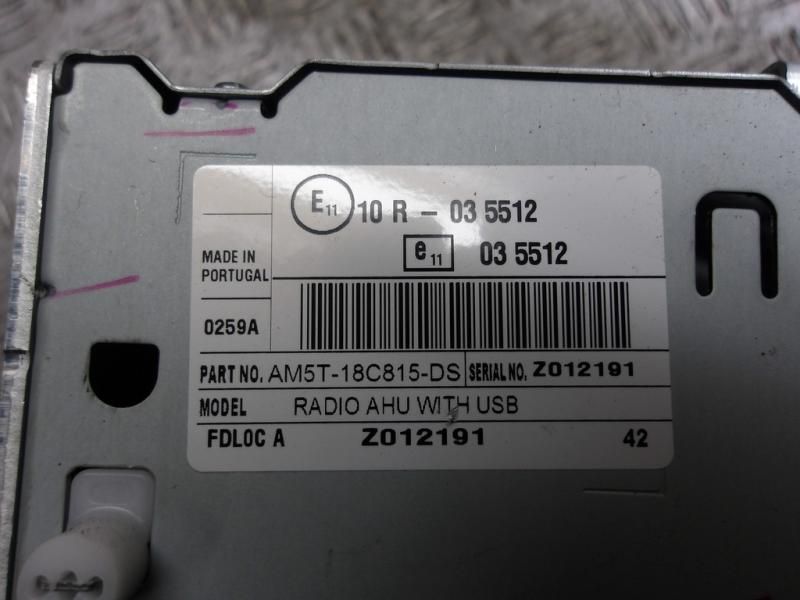 E11 10 R - 03 5512
e11 03 5512
MADE IN
PORTUGAL
0259A
PART NO. AM5T-18C815-DS SERIAL NO. Z012191
MODEL RADIO AHU WITH USB
FDL0C A Z012191 42